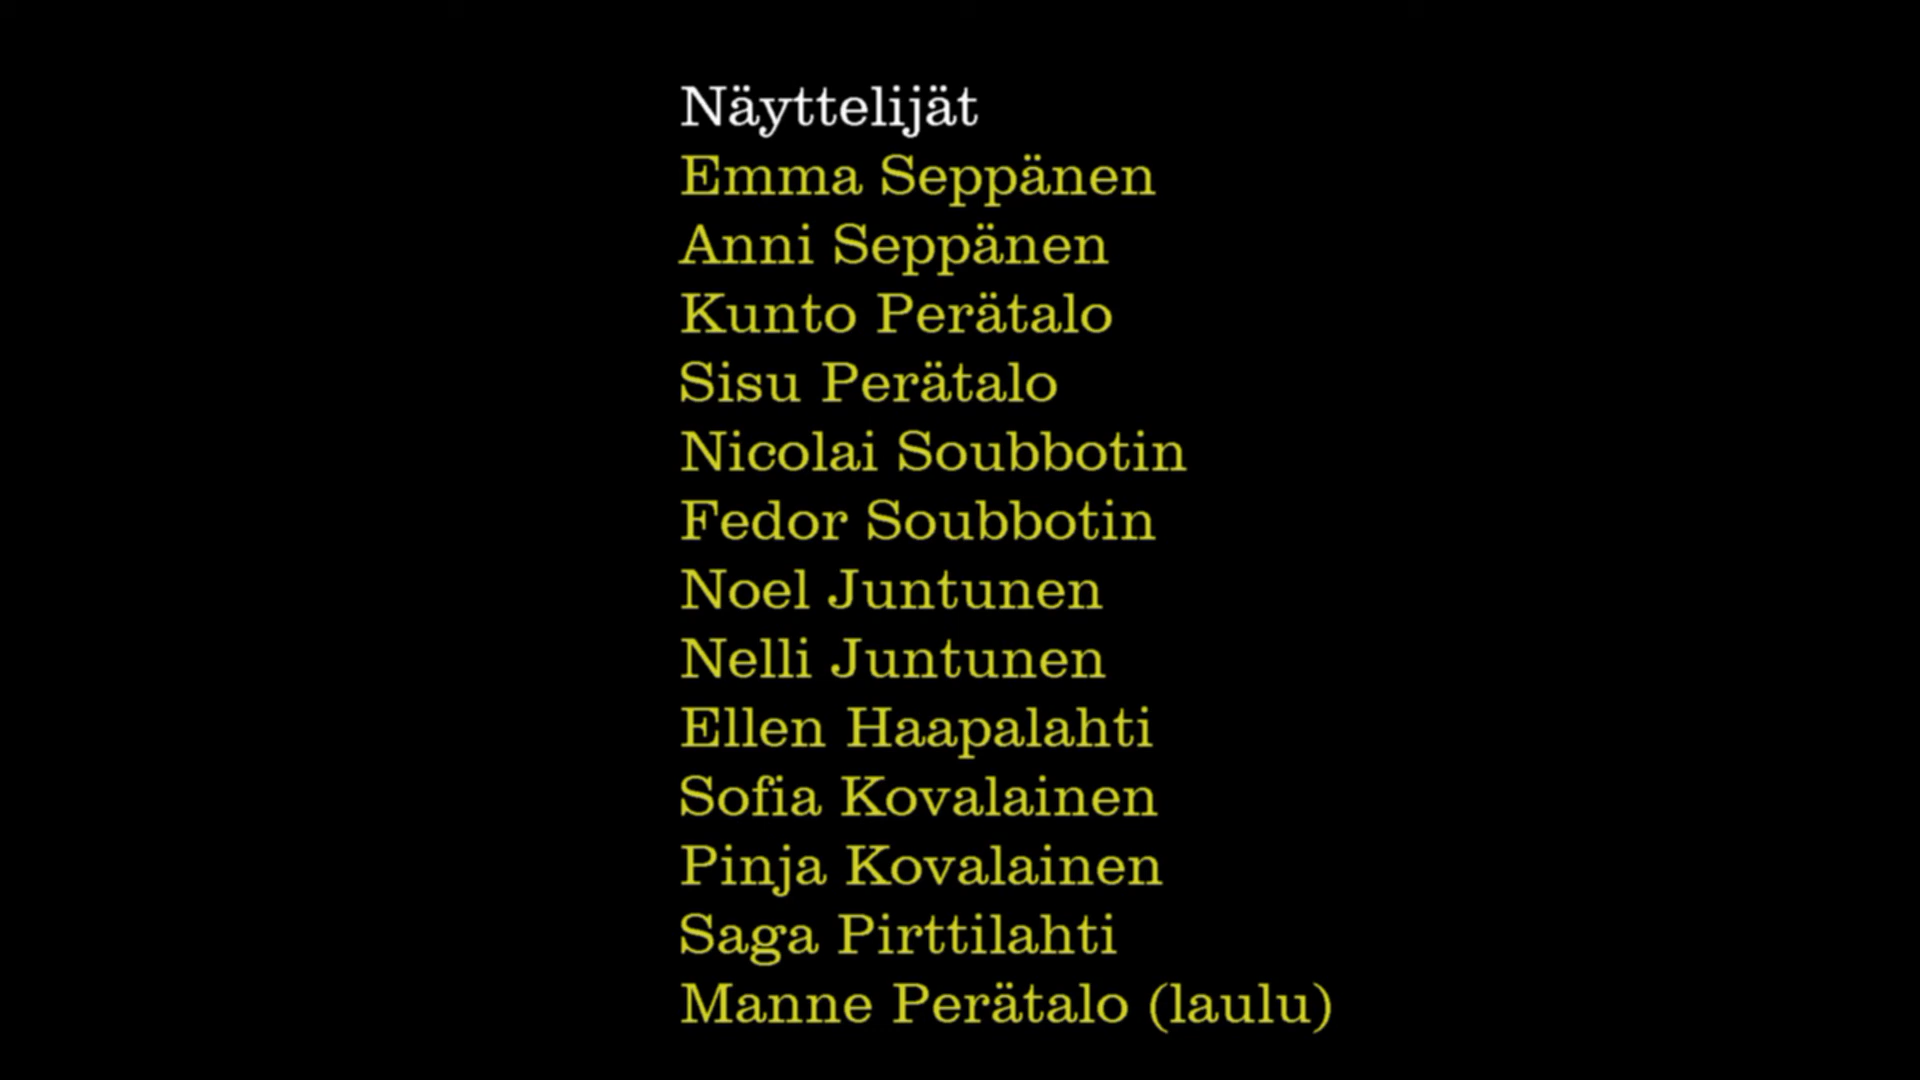 Näyttelijät
Emma Seppänen
Anni Seppänen
Kunto Perätalo
Sisu Perätalo
Nicolai Soubbotin
Fedor Soubbotin
Noel Juntunen
Nelli Juntunen
Ellen Haapalahti
Sofia Kovalainen
Pinja Kovalainen
Saga Pirttilahti
Manne Perätalo (laulu)